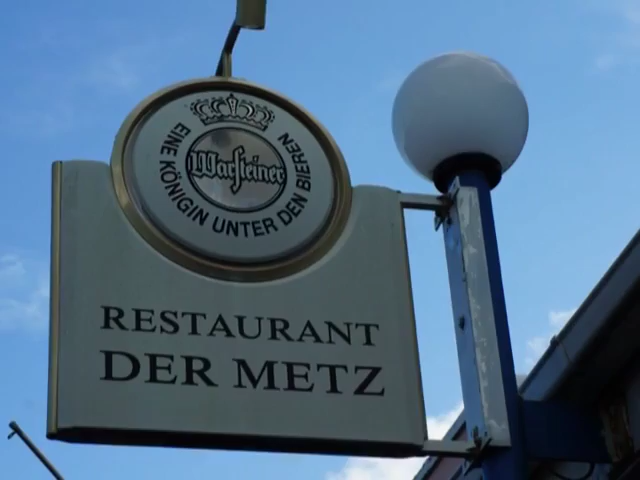 Warsteiner
EINE KÖNIGIN UNTER DEN BIEREN
RESTAURANT
DER METZ